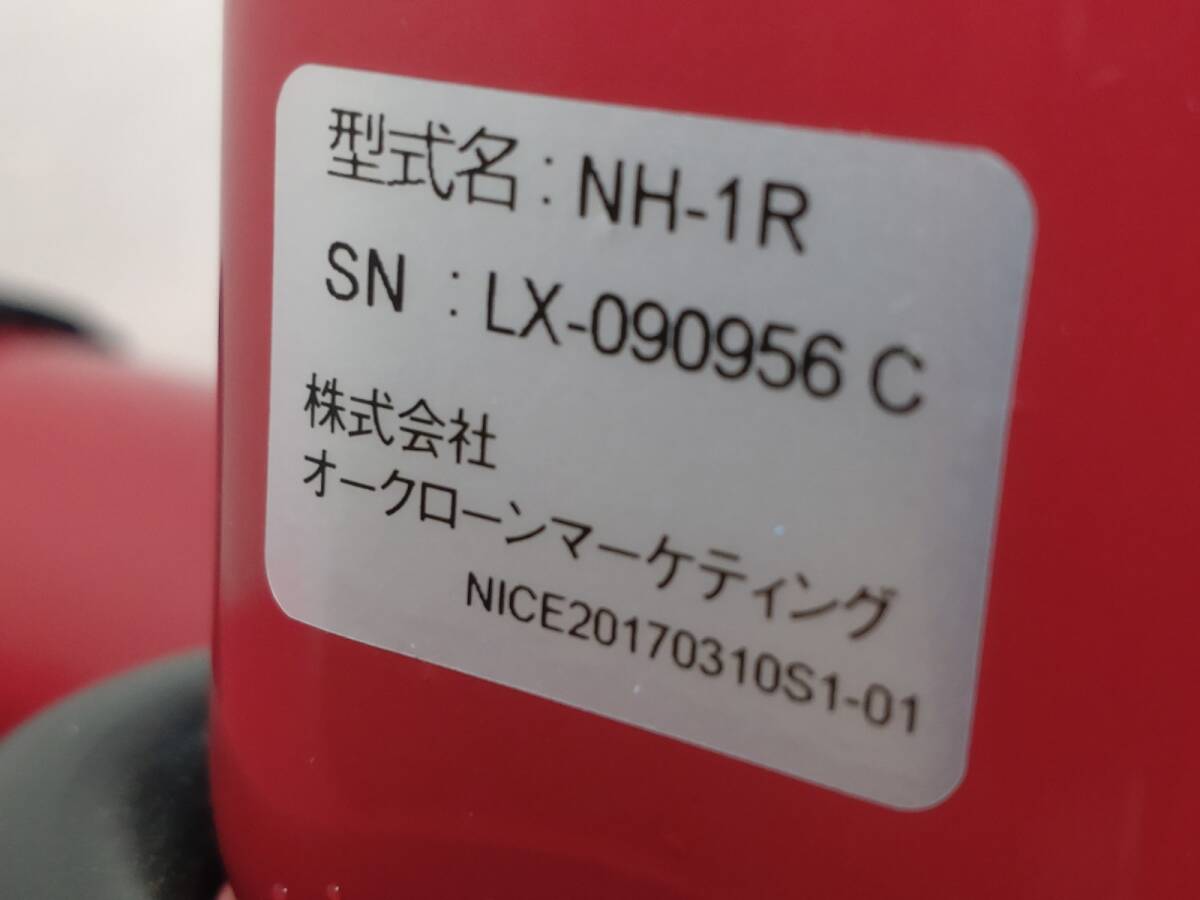 型式名：NH-1R
SN ：LX-090956 C
株式会社
オークローンマーケティング
NICE20170310S1-01